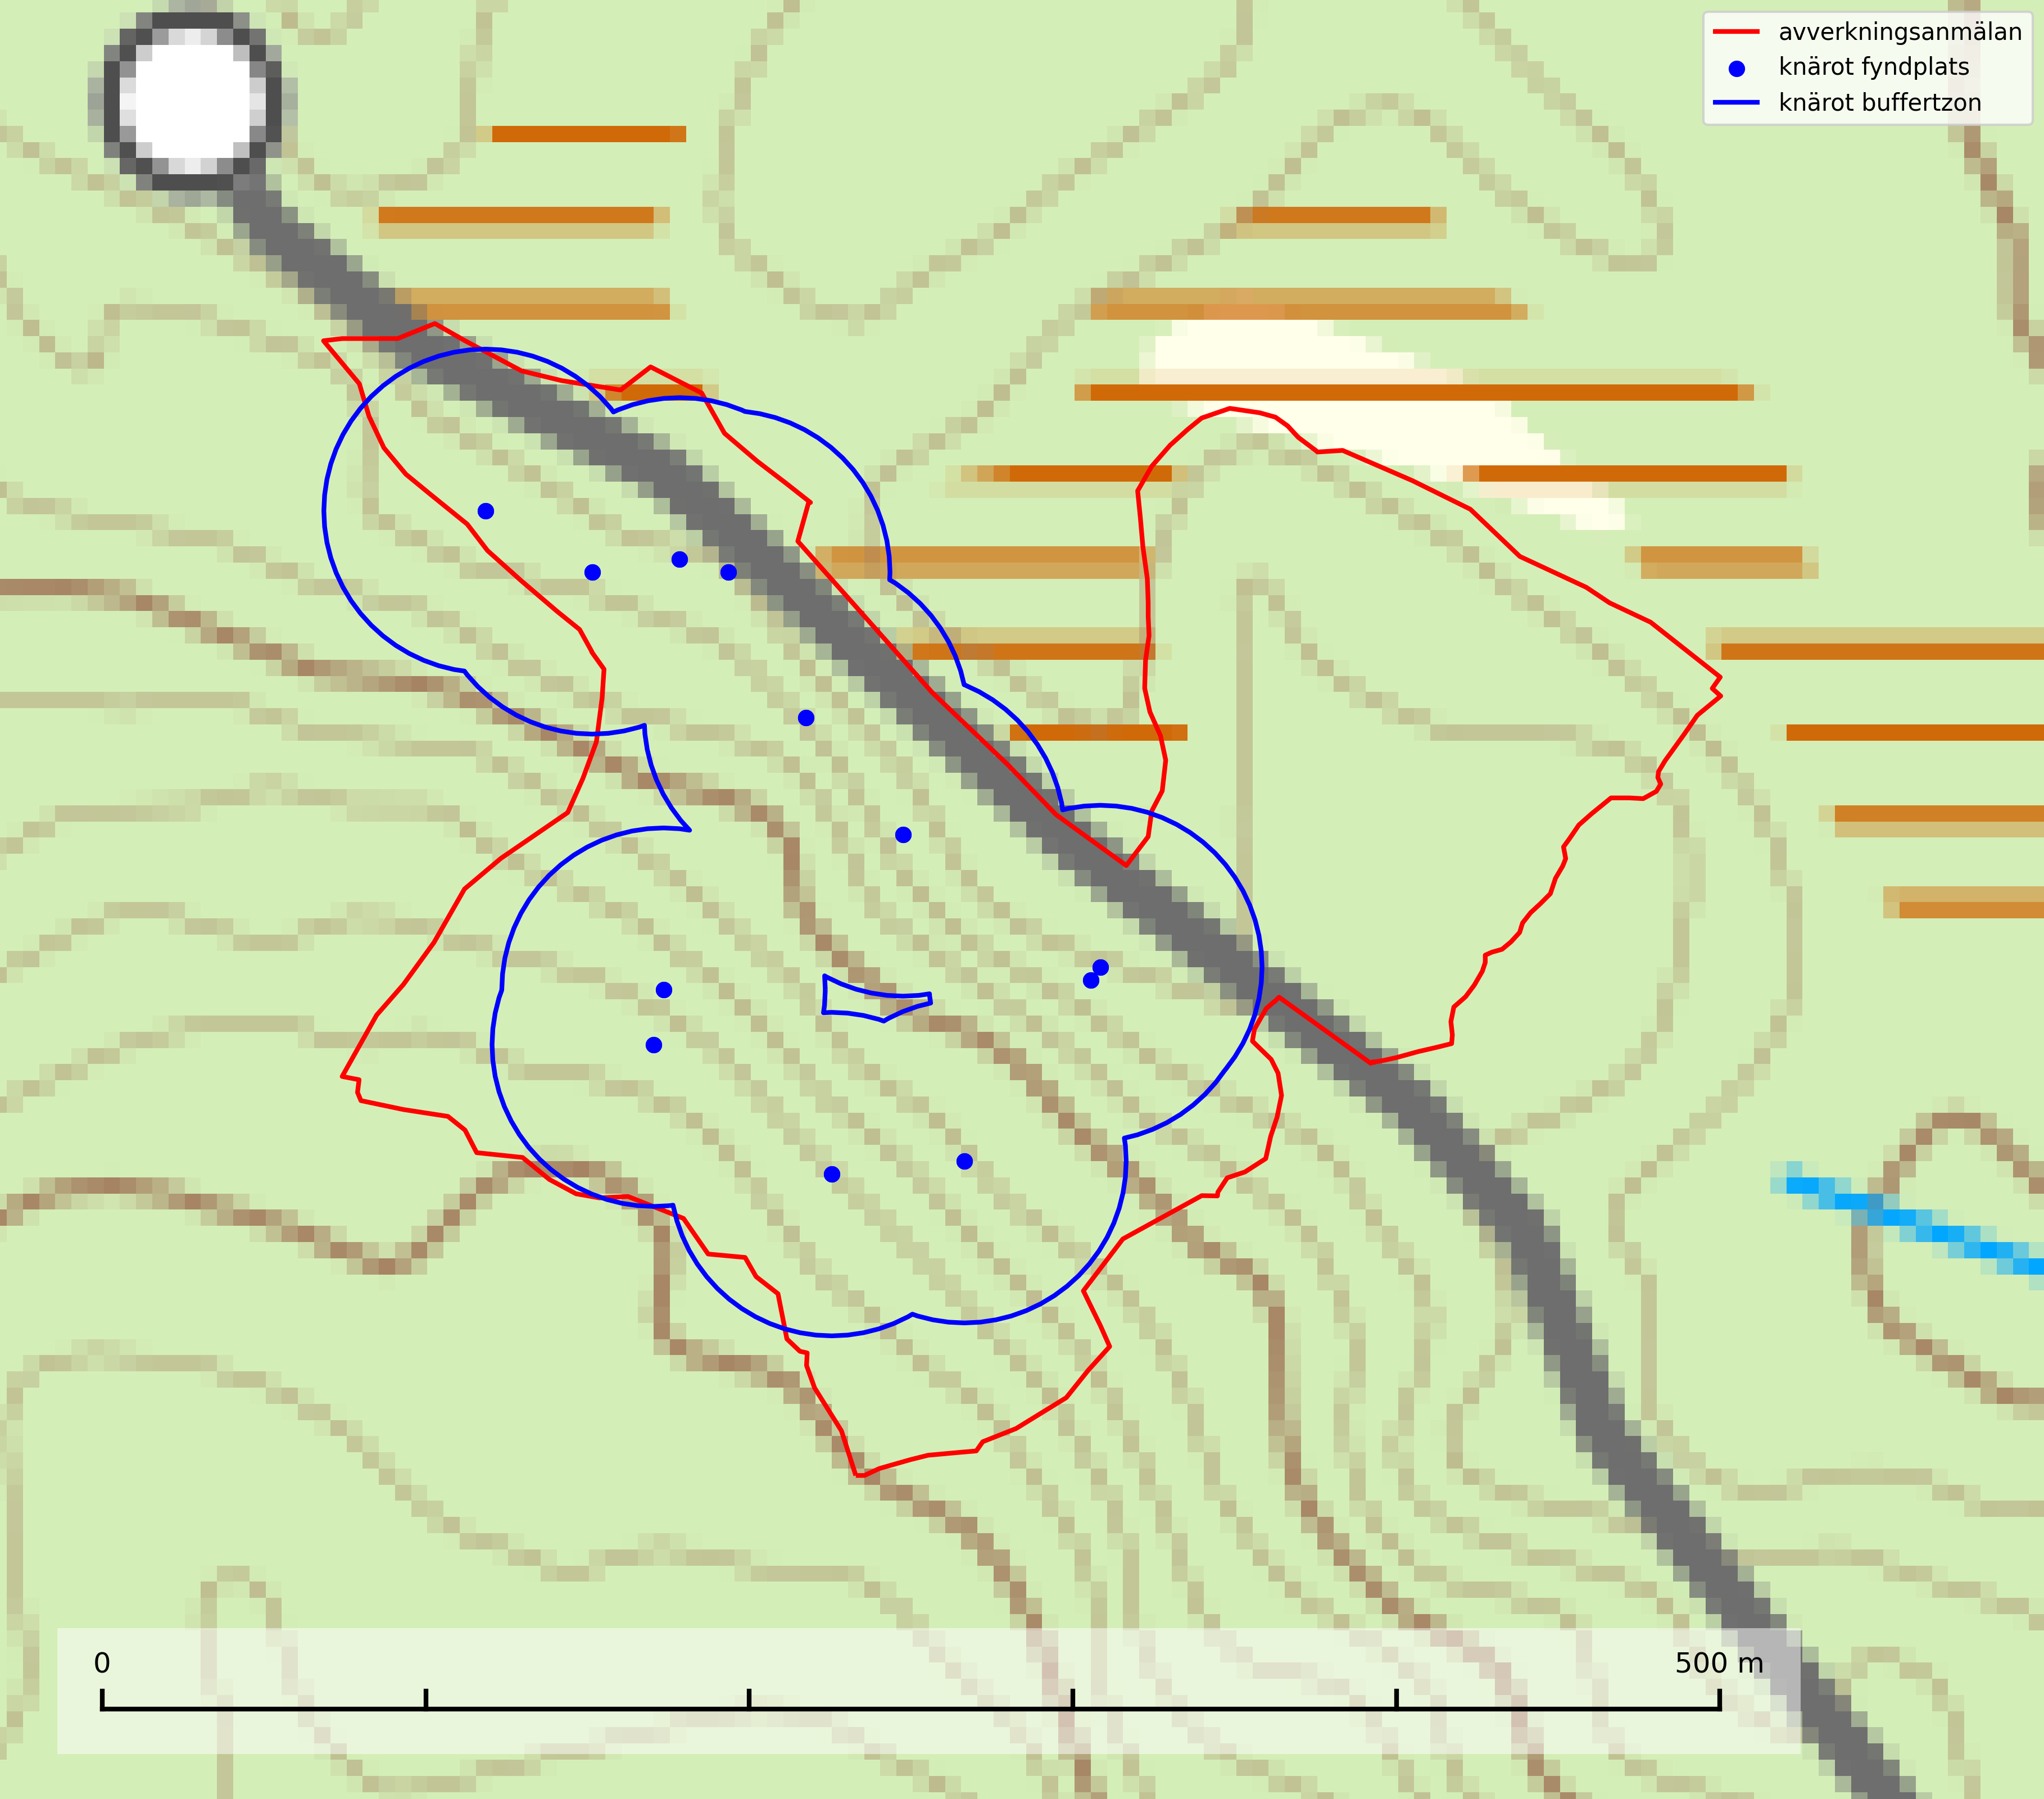 avverkningsanmälan
knärot fyndplats
knärot buffertzon
0
500 m